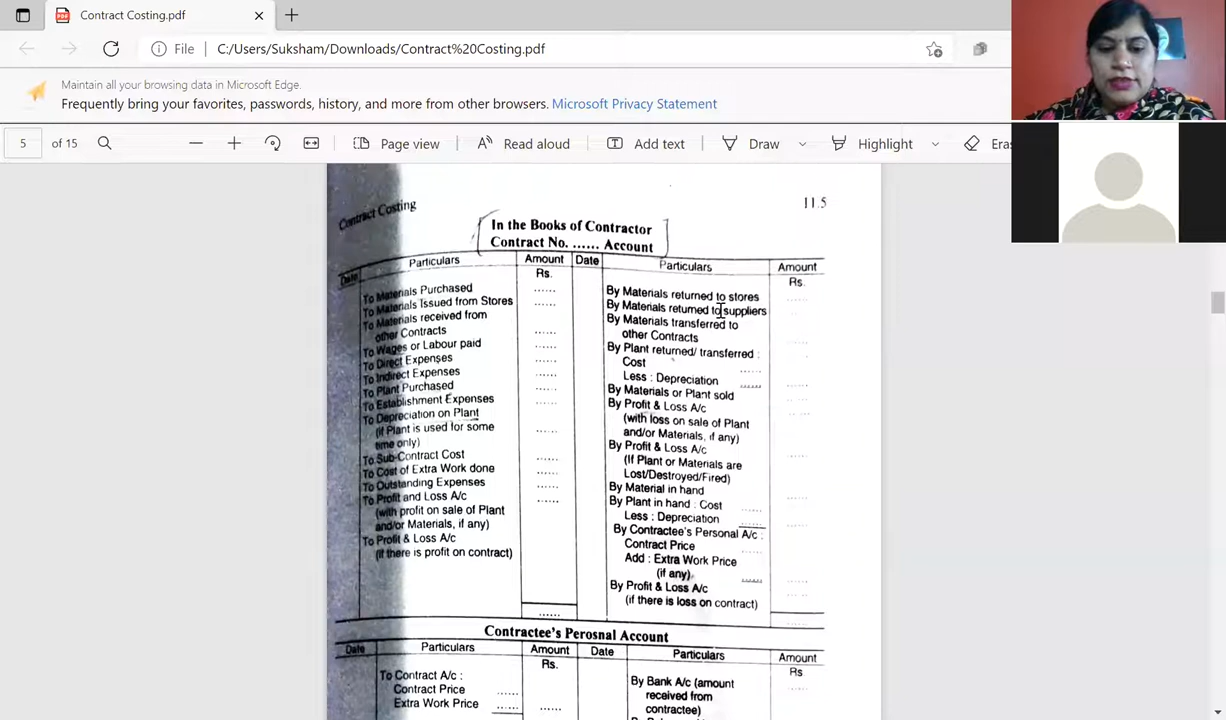 Contract Costing.pdf
File
C:/Users/Suksham/Downloads/Contract%20Costing.pdf
Maintain all your browsing data in Microsoft Edge.
Frequently bring your favorites, passwords, history, and more from other browsers. Microsoft Privacy Statement
5 of 15
Page view
Read aloud
Add text
Draw
Highlight
Eras
Contract Costing
11.5
In the Books of Contractor
Contract No. ...... Account
Date Particulars Amount Date Particulars Amount
Rs. Rs.
To Materials Purchased ......
To Materials Issued from Stores ......
To Materials received from
other Contracts ......
To Wages or Labour paid ......
To Direct Expenses ......
To Indirect Expenses ......
To Plant Purchased ......
To Establishment Expenses ......
To Depreciation on Plant
(if Plant is used for some
time only) ......
To Sub-Contract Cost ......
To Cost of Extra Work done ......
To Outstanding Expenses ......
To Profit and Loss A/c ......
(with profit on sale of Plant
and/or Materials, if any)
To Profit & Loss A/c
(if there is profit on contract)
......
By Materials returned to stores ......
By Materials returned to suppliers ......
By Materials transferred to
other Contracts ......
By Plant returned/ transferred :
Cost ......
Less : Depreciation ...... ......
By Materials or Plant sold ......
By Profit & Loss A/c ......
(with loss on sale of Plant
and/or Materials, if any)
By Profit & Loss A/c ......
(If Plant or Materials are
Lost/Destroyed/Fired)
By Material in hand ......
By Plant in hand : Cost ......
Less : Depreciation ...... ......
By Contractee's Personal A/c :
Contract Price ......
Add : Extra Work Price
(if any) ...... ......
By Profit & Loss A/c ......
(if there is loss on contract)
......
Contractee's Perosnal Account
Date Particulars Amount Date Particulars Amount
Rs. Rs
To Contract A/c :
Contract Price ......
Extra Work Price ...... ......
By Bank A/c (amount ......
received from
contractee)